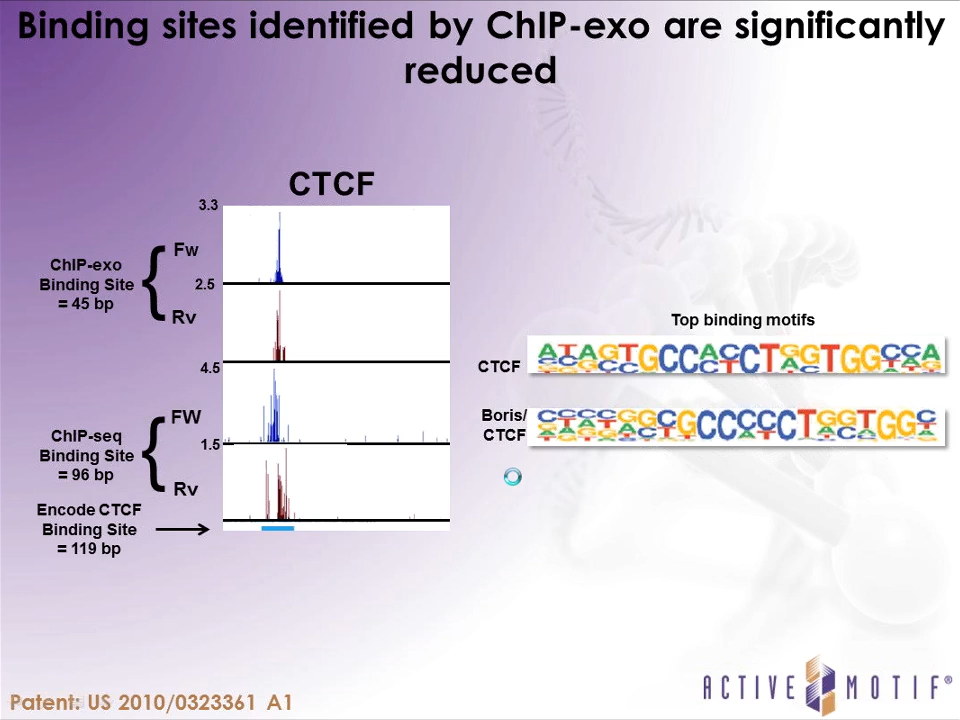 Binding sites identified by ChIP-exo are significantly
reduced
CTCF
3.3
Fw
ChIP-exo
Binding Site
= 45 bp
2.5
Rv
4.5
FW
1.5
ChIP-seq
Binding Site
= 96 bp
Rv
Encode CTCF
Binding Site
= 119 bp
Top binding motifs
CTCF
ATAGTGCCACCTGGTGGCCA
Boris/
CTCF
CCCCGGCGCCCCCTGGTGGC
Patent: US 2010/0323361 A1
ACTIVE MOTIF®